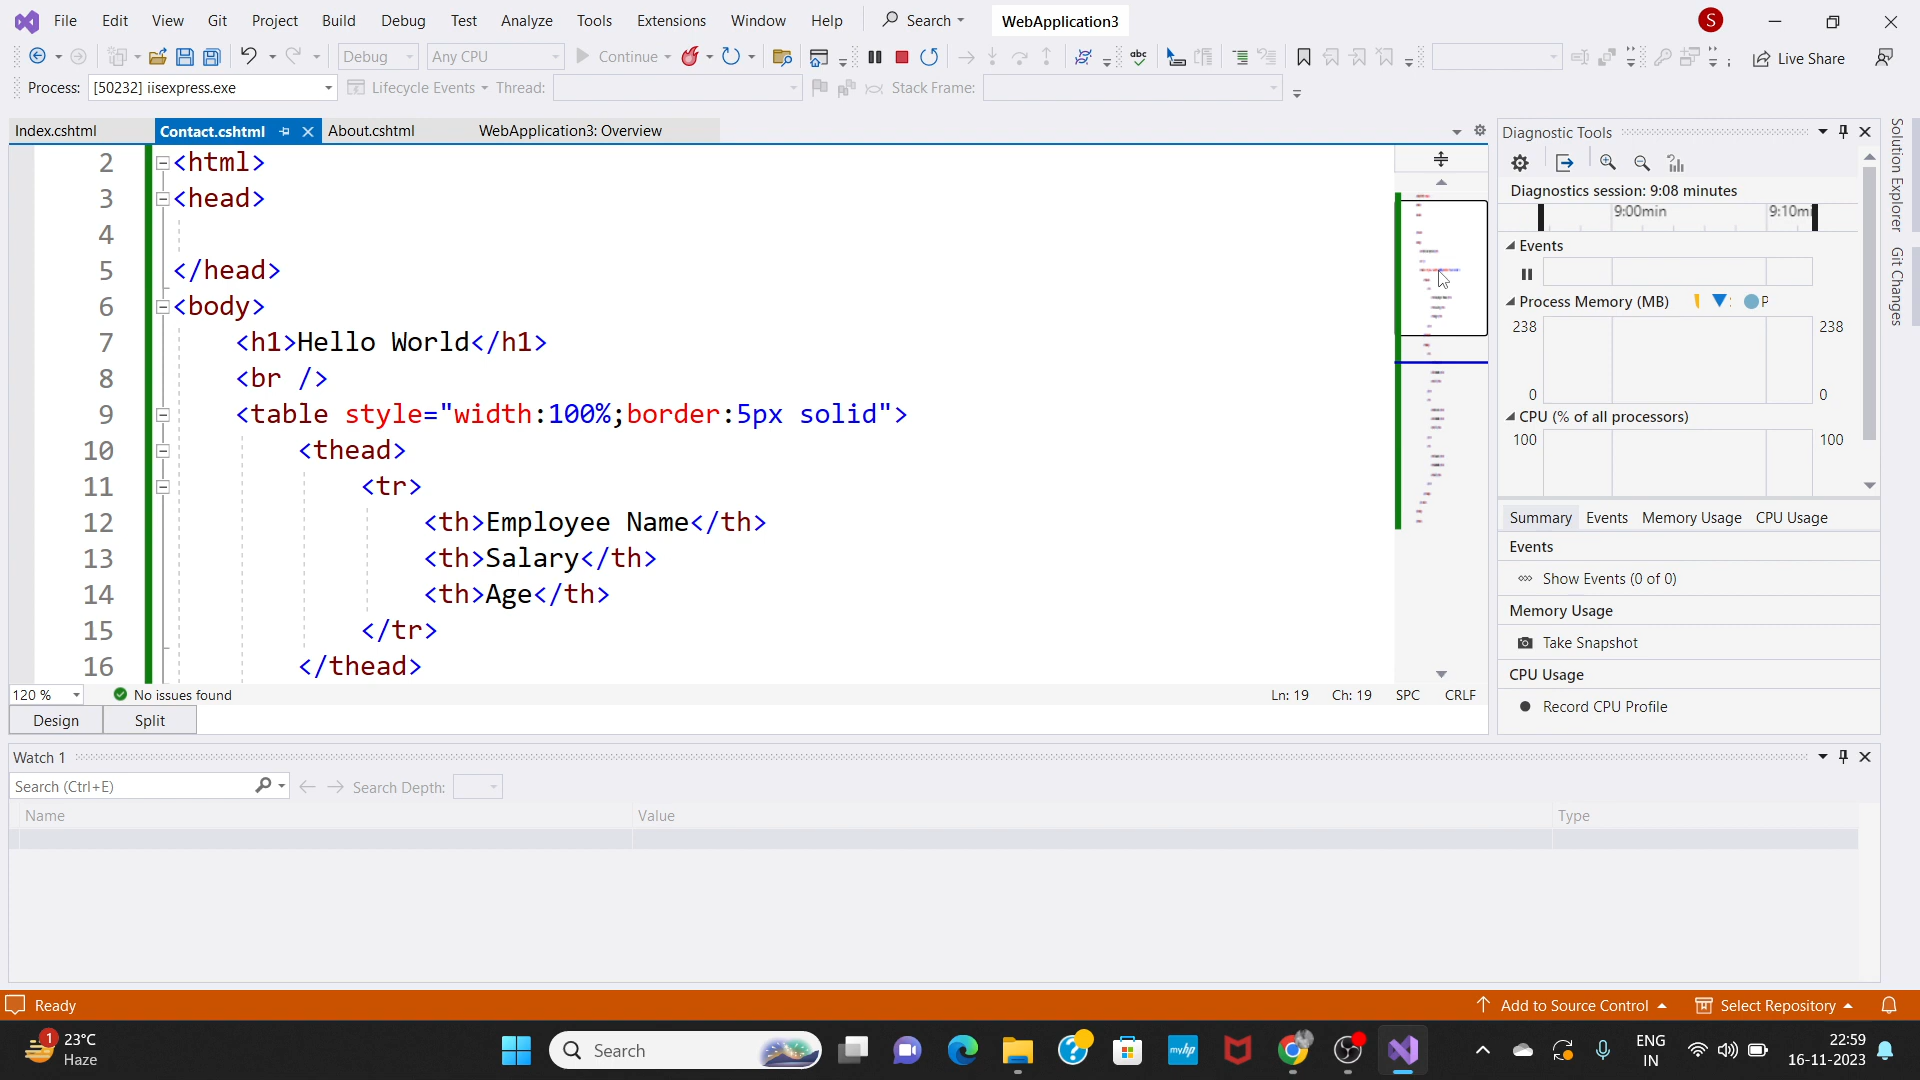 File Edit View Git Project Build Debug Test Analyze Tools Extensions Window Help Search WebApplication3 S
Debug Any CPU Continue Live Share
Process: [50232] iisexpress.exe Lifecycle Events Thread: Stack Frame:
Index.cshtml Contact.cshtml About.cshtml WebApplication3: Overview
2 <html>
3 <head>
4
5 </head>
6 <body>
7 <h1>Hello World</h1>
8 <br />
9 <table style="width:100%;border:5px solid">
10 <thead>
11 <tr>
12 <th>Employee Name</th>
13 <th>Salary</th>
14 <th>Age</th>
15 </tr>
16 </thead>
120 % No issues found Ln: 19 Ch: 19 SPC CRLF
Design Split
Diagnostic Tools
Diagnostics session: 9:08 minutes
9:00min 9:10m
Events
Process Memory (MB) P
238 238
0 0
CPU (% of all processors)
100 100
Summary Events Memory Usage CPU Usage
Events
Show Events (0 of 0)
Memory Usage
Take Snapshot
CPU Usage
Record CPU Profile
Solution Explorer
Git Changes
Watch 1
Search (Ctrl+E) Search Depth:
Name Value Type
Ready Add to Source Control Select Repository
1 23°C
Haze
Search
myhp
ENG
IN
22:59
16-11-2023